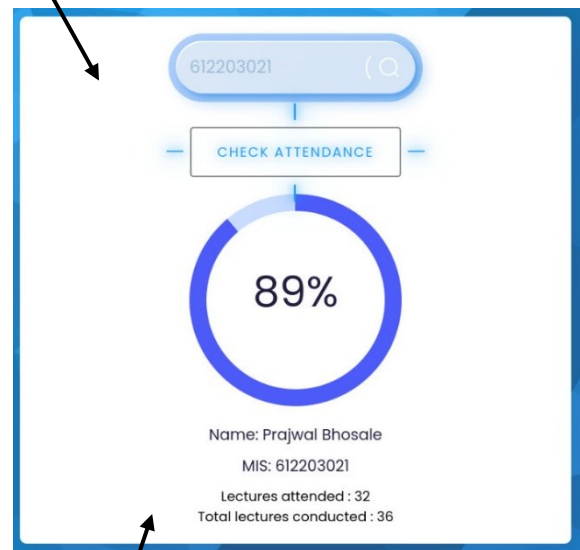 612203021
CHECK ATTENDANCE
89%
Name: Prajwal Bhosale
MIS: 612203021
Lectures attended : 32
Total lectures conducted : 36